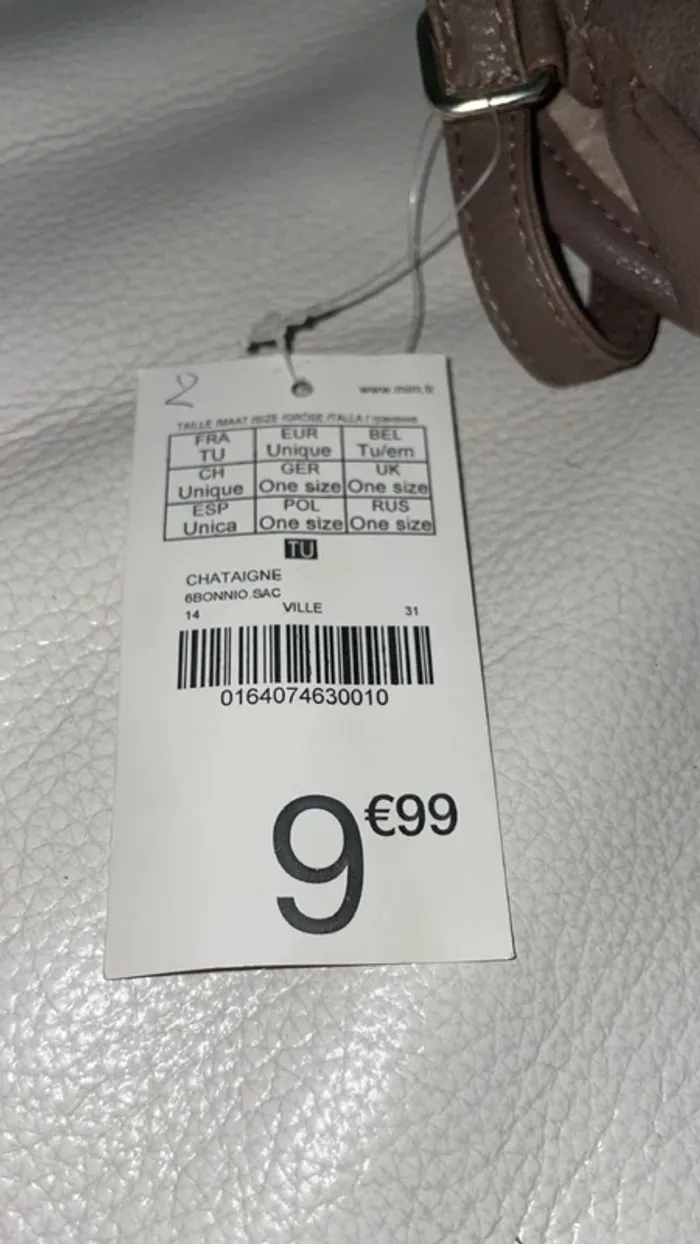 2
www.mim.fr
TAILLE /MAAT /SIZE /GRÖSE /TALLA /
FRA EUR BEL
TU Unique Tu/em
CH GER UK
Unique One size One size
ESP POL RUS
Unica One size One size
TU
CHATAIGNE
6BONNIO.SAC
14 VILLE 31
0164074630010
9€99